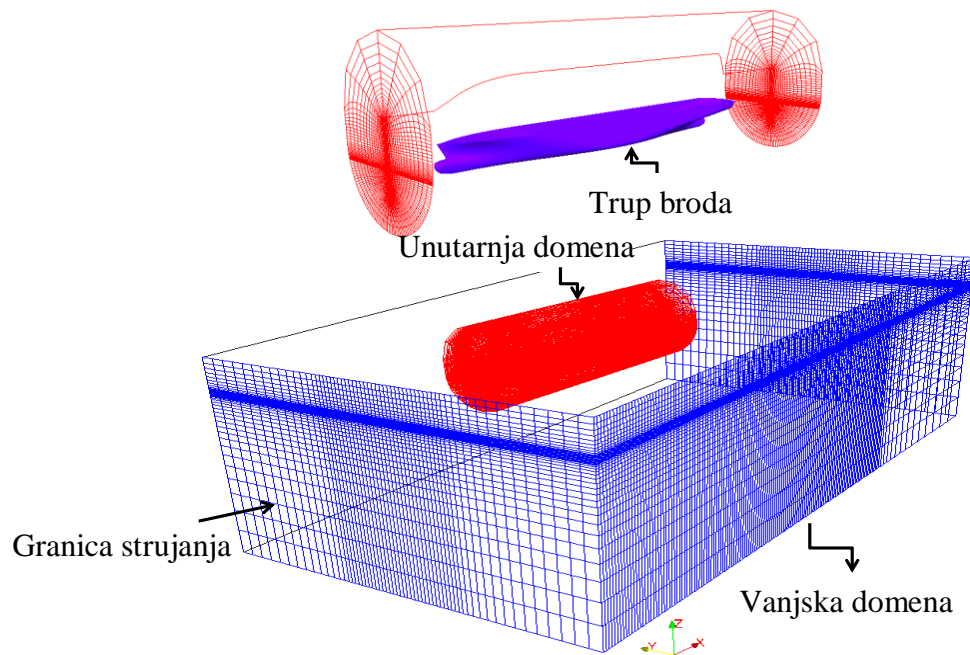 Trup broda
Unutarnja domena
Granica strujanja
Vanjska domena
Z
Y
X